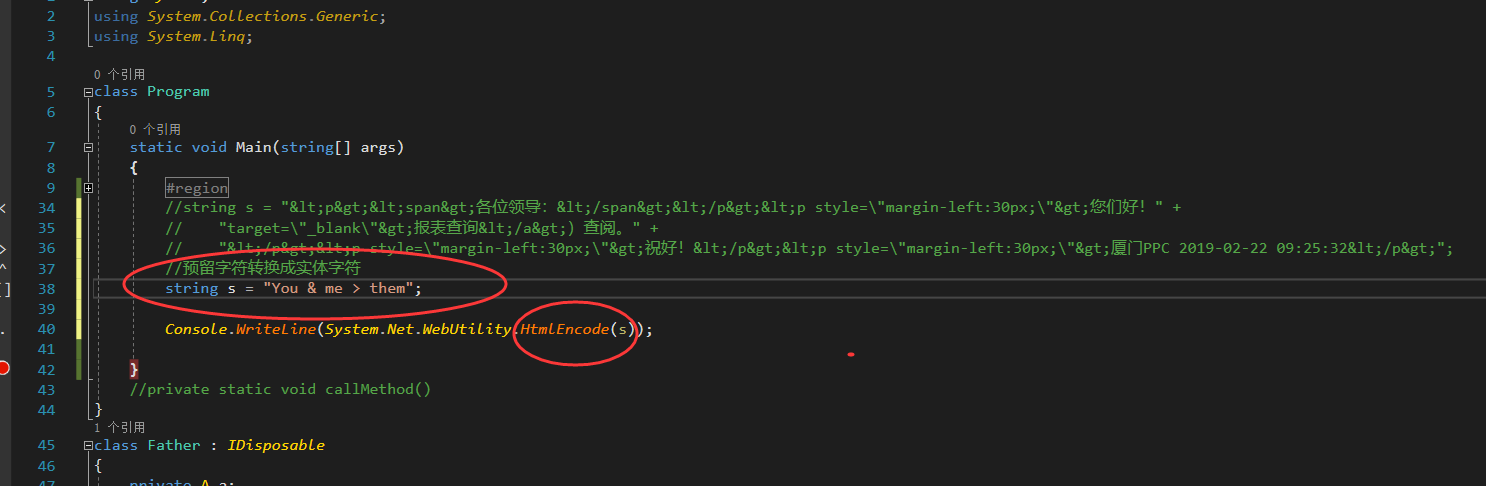 2 using System.Collections.Generic;
3 using System.Linq;
4
0 个引用
5 class Program
6 {
0 个引用
7 static void Main(string[] args)
8 {
9 #region
34 //string s = "&lt;p&gt;&lt;span&gt;各位领导：&lt;/span&gt;&lt;/p&gt;&lt;p style=\"margin-left:30px;\"&gt;您们好！" +
35 // "target=\"_blank\"&gt;报表查询&lt;/a&gt;）查阅。" +
36 // "&lt;/p&gt;&lt;p style=\"margin-left:30px;\"&gt;祝好！&lt;/p&gt;&lt;p style=\"margin-left:30px;\"&gt;厦门PPC 2019-02-22 09:25:32&lt;/p&gt;";
37 //预留字符转换成实体字符
38 string s = "You & me > them";
39
40 Console.WriteLine(System.Net.WebUtility.HtmlEncode(s));
41
42 }
43 //private static void callMethod()
44 }
1 个引用
45 class Father : IDisposable
46 {